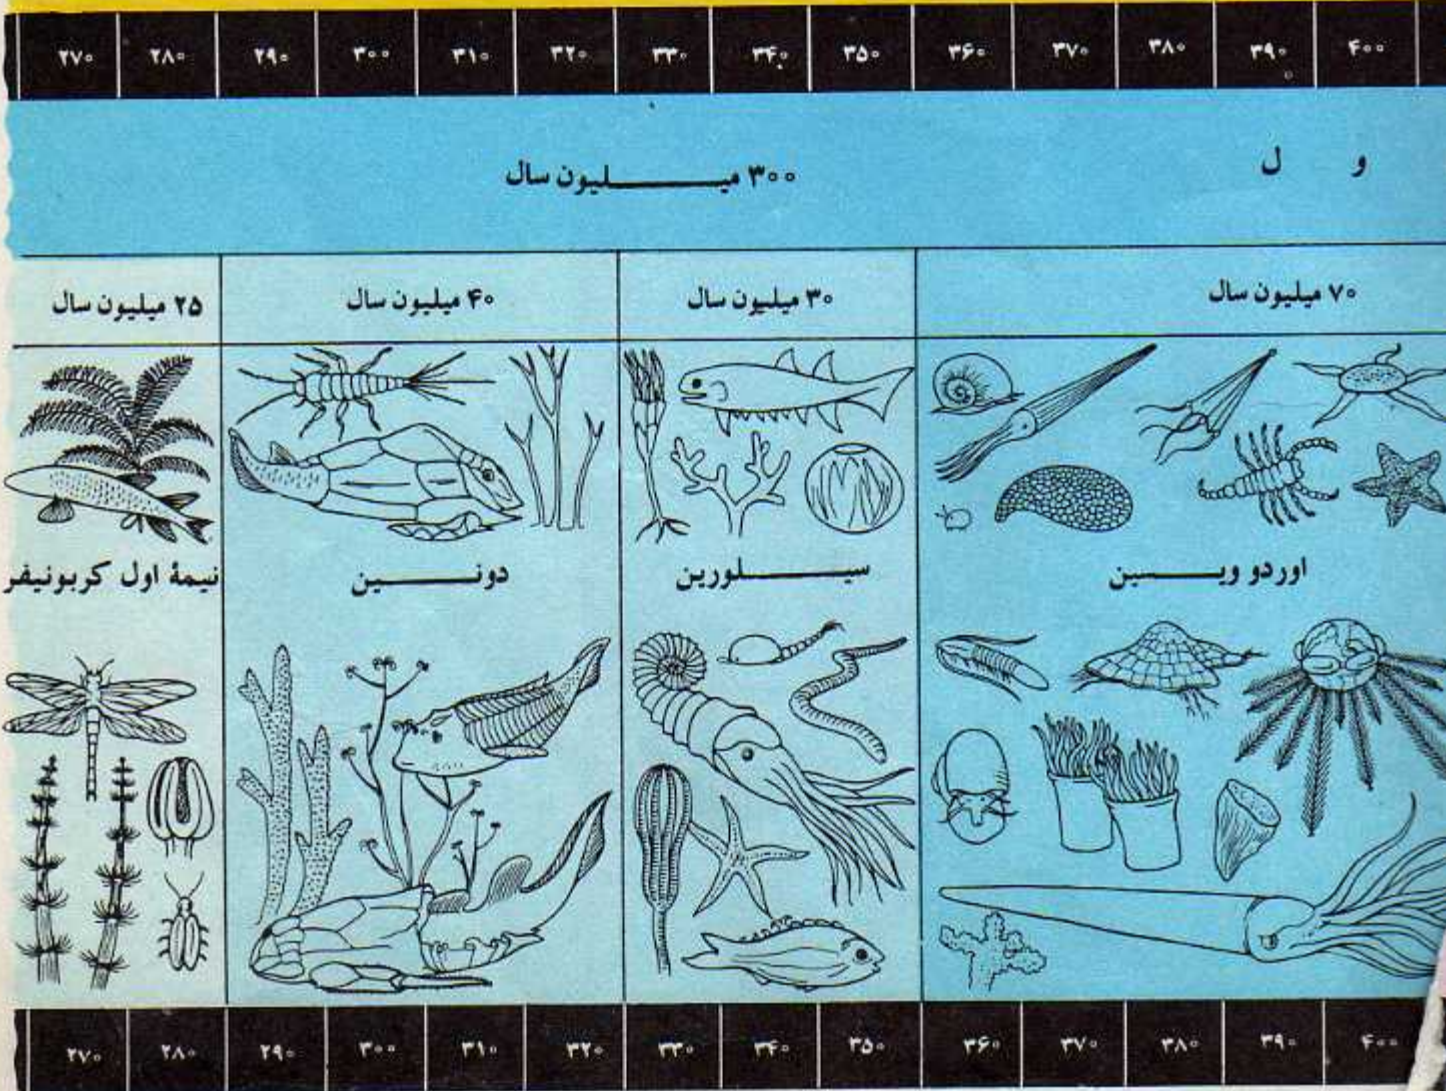 ۲۷۰ ۲۸۰ ۲۹۰ ۳۰۰ ۳۱۰ ۳۲۰ ۳۳۰ ۳۴۰ ۳۵۰ ۳۶۰ ۳۷۰ ۳۸۰ ۳۹۰ ۴۰۰
و ل
۳۰۰ میـــــلیون سال
۷۰ میلیون سال
۳۰ میلیون سال
۴۰ میلیون سال
۲۵ میلیون سال
اوردو ویــــسین
سیـــــلورین
دونـــــین
نیمهٔ اول کربونیفر
۲۷۰ ۲۸۰ ۲۹۰ ۳۰۰ ۳۱۰ ۳۲۰ ۳۳۰ ۳۴۰ ۳۵۰ ۳۶۰ ۳۷۰ ۳۸۰ ۳۹۰ ۴۰۰